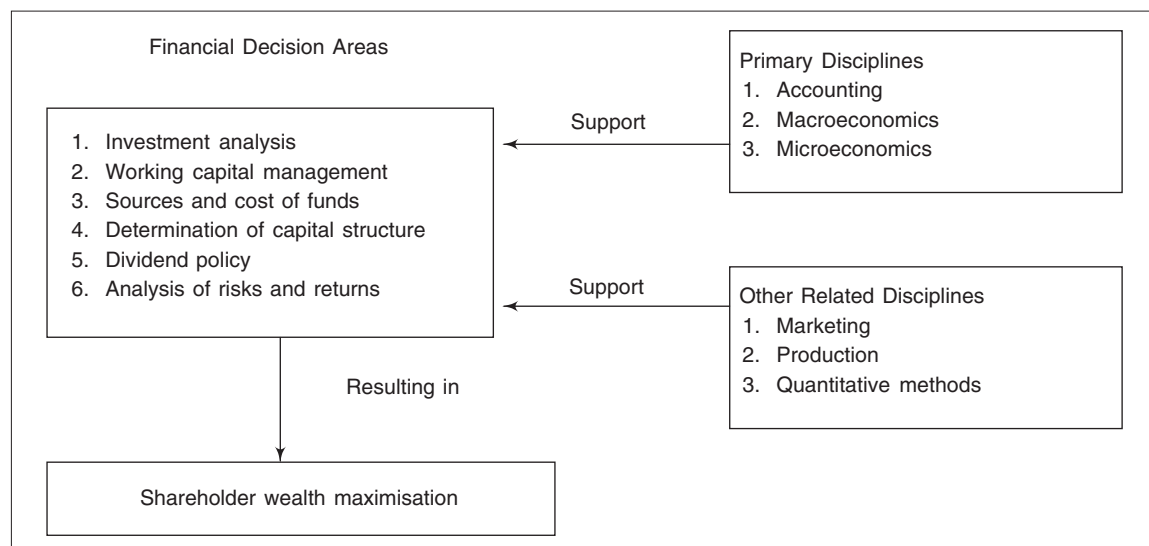 Financial Decision Areas
1. Investment analysis
2. Working capital management
3. Sources and cost of funds
4. Determination of capital structure
5. Dividend policy
6. Analysis of risks and returns
Support
Primary Disciplines
1. Accounting
2. Macroeconomics
3. Microeconomics
Support
Other Related Disciplines
1. Marketing
2. Production
3. Quantitative methods
Resulting in
Shareholder wealth maximisation